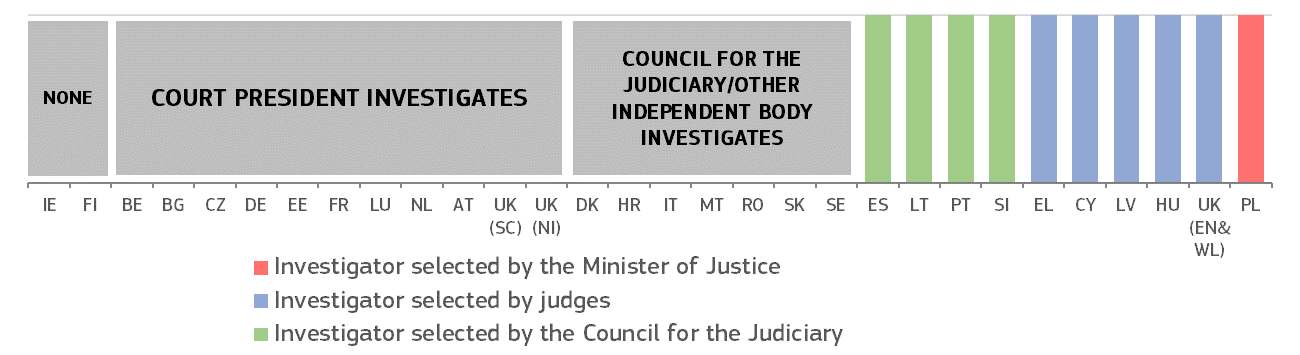 NONE
COURT PRESIDENT INVESTIGATES
COUNCIL FOR THE
JUDICIARY/OTHER
INDEPENDENT BODY
INVESTIGATES
IE FI BE BG CZ DE EE FR LU NL AT UK (SC) UK (NI) DK HR IT MT RO SK SE ES LT PT SI EL CY LV HU UK (EN& WL) PL
Investigator selected by the Minister of Justice
Investigator selected by judges
Investigator selected by the Council for the Judiciary